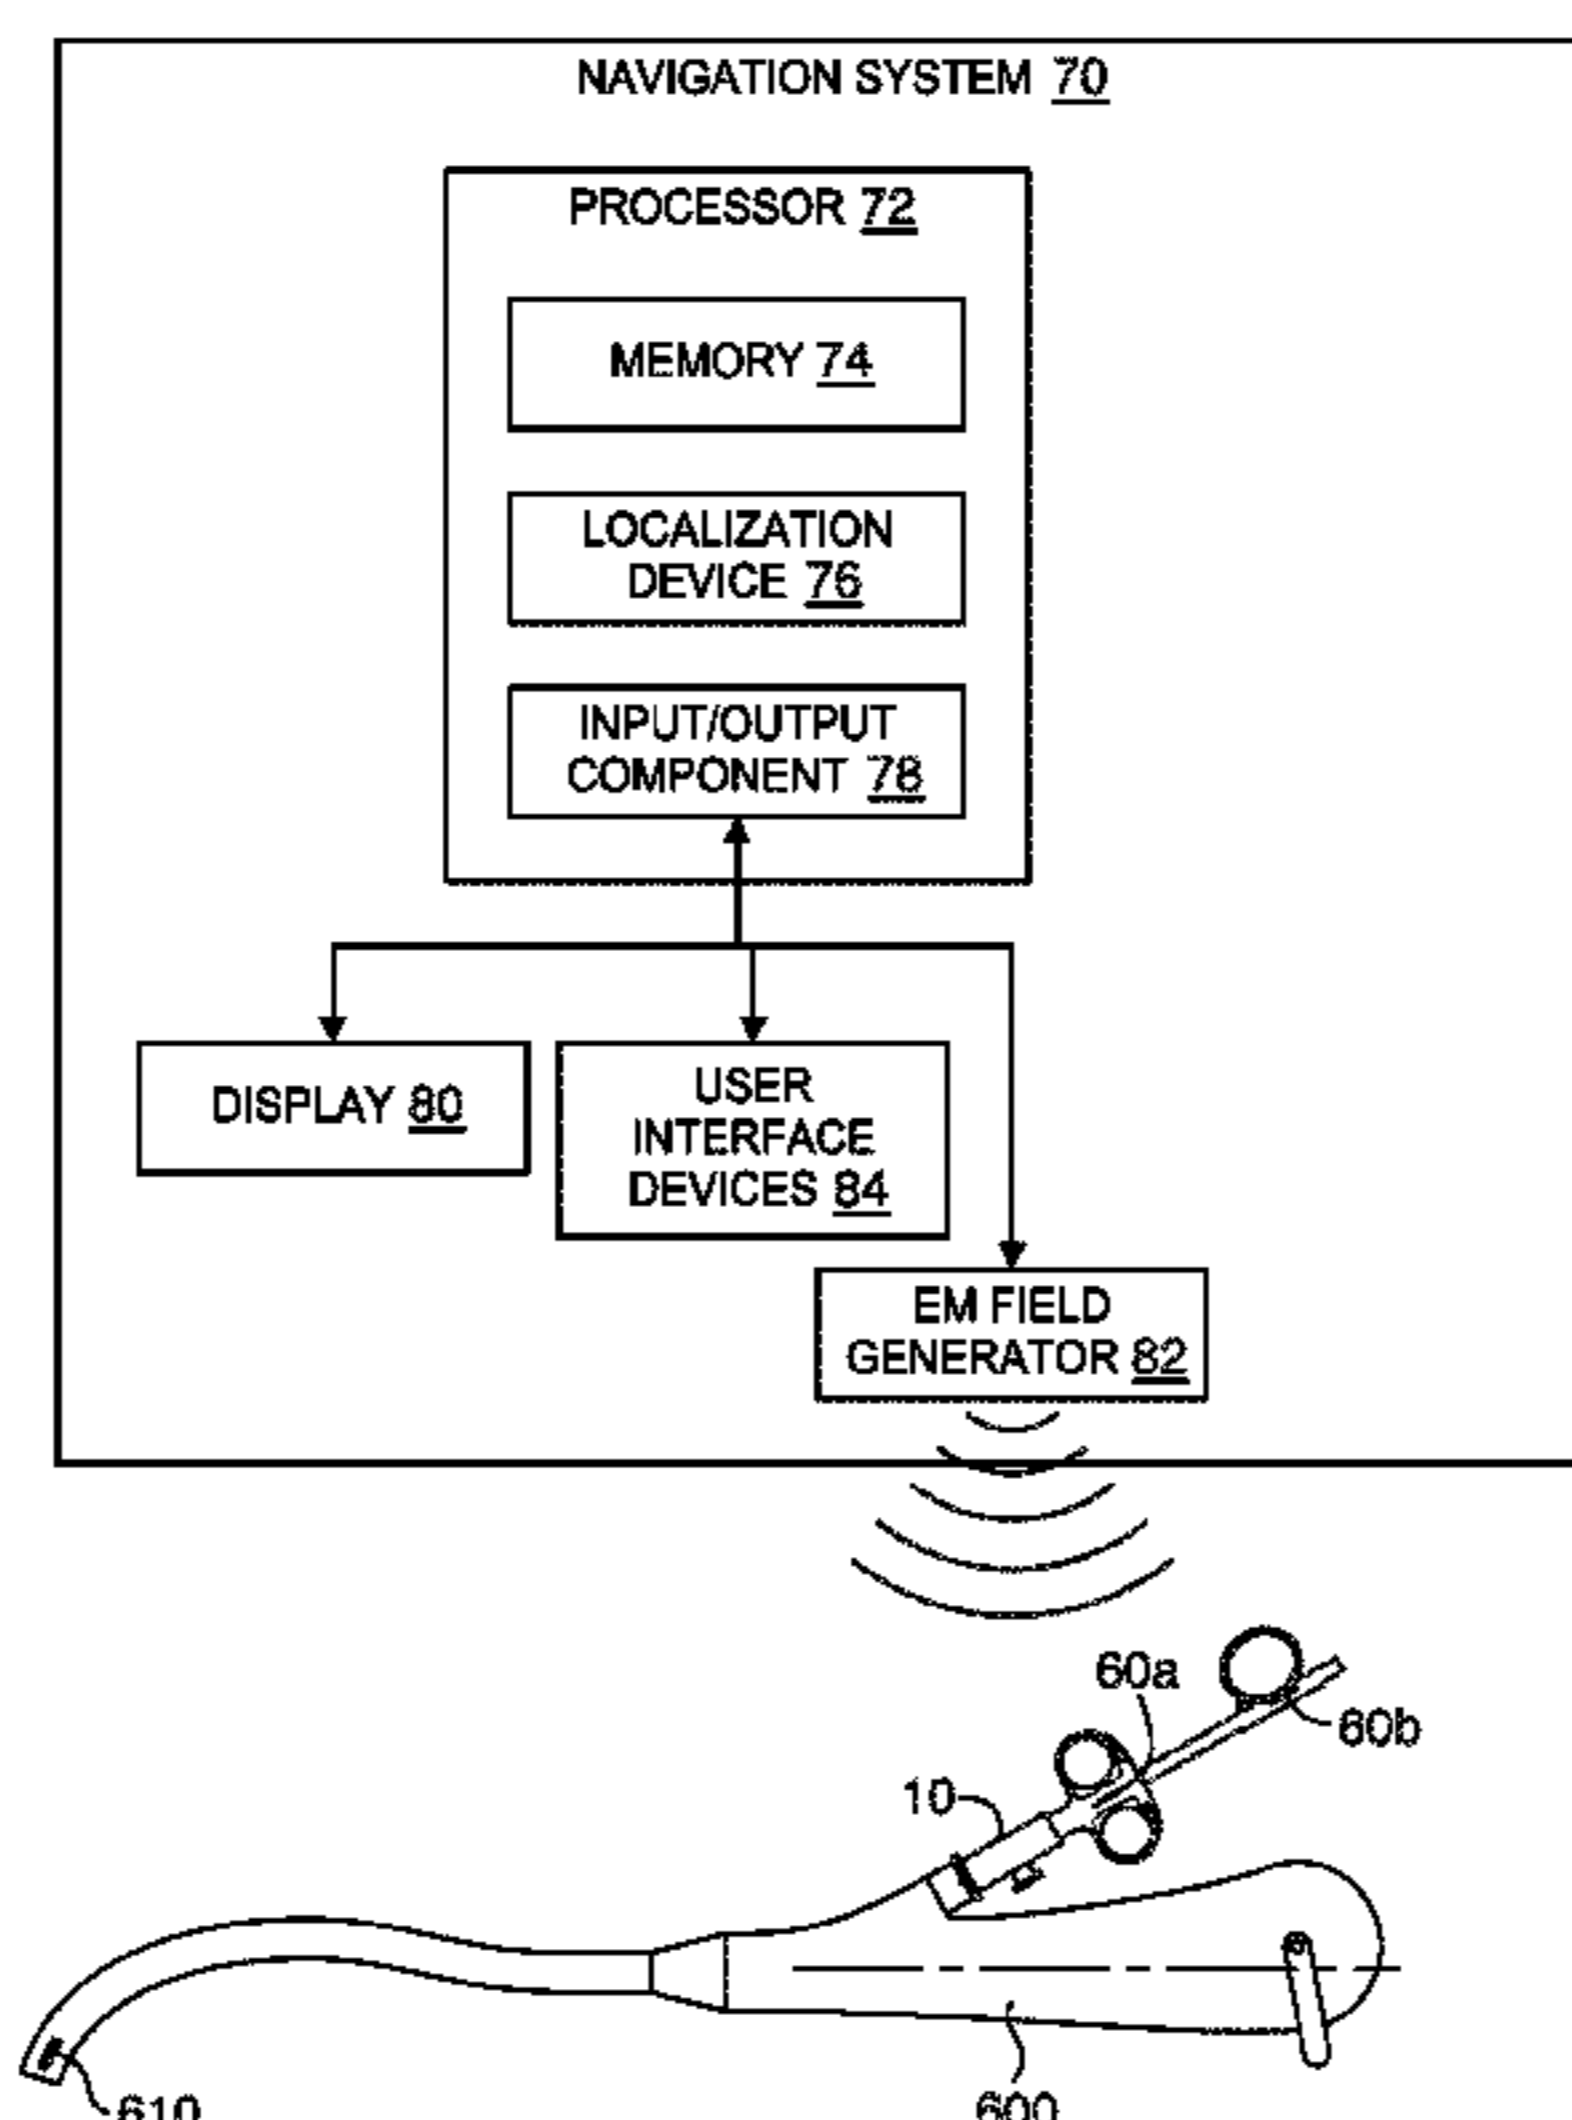 NAVIGATION SYSTEM 70
PROCESSOR 72
MEMORY 74
LOCALIZATION
DEVICE 76
INPUT/OUTPUT
COMPONENT 78
DISPLAY 80
USER
INTERFACE
DEVICES 84
EM FIELD
GENERATOR 82
60a
60b
10
610
600